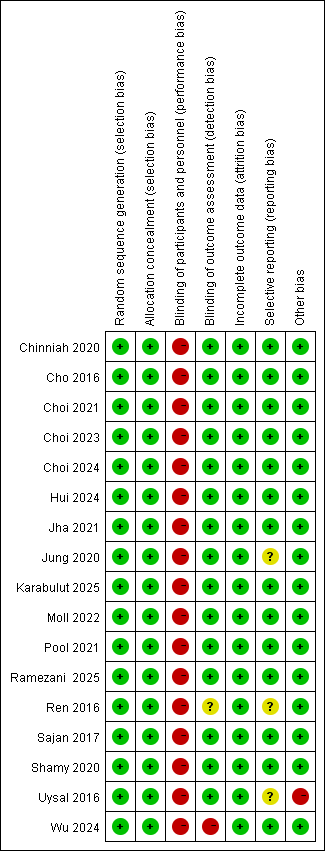 Random sequence generation (selection bias)
Allocation concealment (selection bias)
Blinding of participants and personnel (performance bias)
Blinding of outcome assessment (detection bias)
Incomplete outcome data (attrition bias)
Selective reporting (reporting bias)
Other bias
Chinniah 2020 + + - + + + +
Cho 2016 + + - + + + +
Choi 2021 + + - + + + +
Choi 2023 + + - + + + +
Choi 2024 + + - + + + +
Hui 2024 + + - + + + +
Jha 2021 + + - + + + +
Jung 2020 + + - + + ? +
Karabulut 2025 + + - + + + +
Moll 2022 + + - + + + +
Pool 2021 + + - + + + +
Ramezani 2025 + + - + + + +
Ren 2016 + + - ? + ? +
Sajan 2017 + + - + + + +
Shamy 2020 + + - + + + +
Uysal 2016 + + - + + ? -
Wu 2024 + + - - + + +